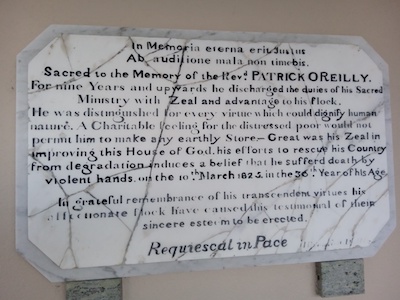 In Memoria eterna erit Justus
Ab auditione mala non timebis.
Sacred to the Memory of the Revd. PATRICK OREILLY.
For nine Years and upwards he discharged the duties of his Sacred
Ministry with Zeal and advantage to his flock.
He was distinguished for every virtue which could dignify human
nature. A Charitable feeling for the distressed poor would not
permit him to make any earthly Store_ Great was his Zeal in
improving this House of God, his efforts to rescue his Country
from degradation induces a belief that he sufferd death by
violent hands, on the 10th. March 1825. in the 36th. Year of his Age.
In grateful remembrance of his transcendent virtues his
affectionate flock have caused this testimonial of their
sincere esteem to be erected.
Requiescat in Pace